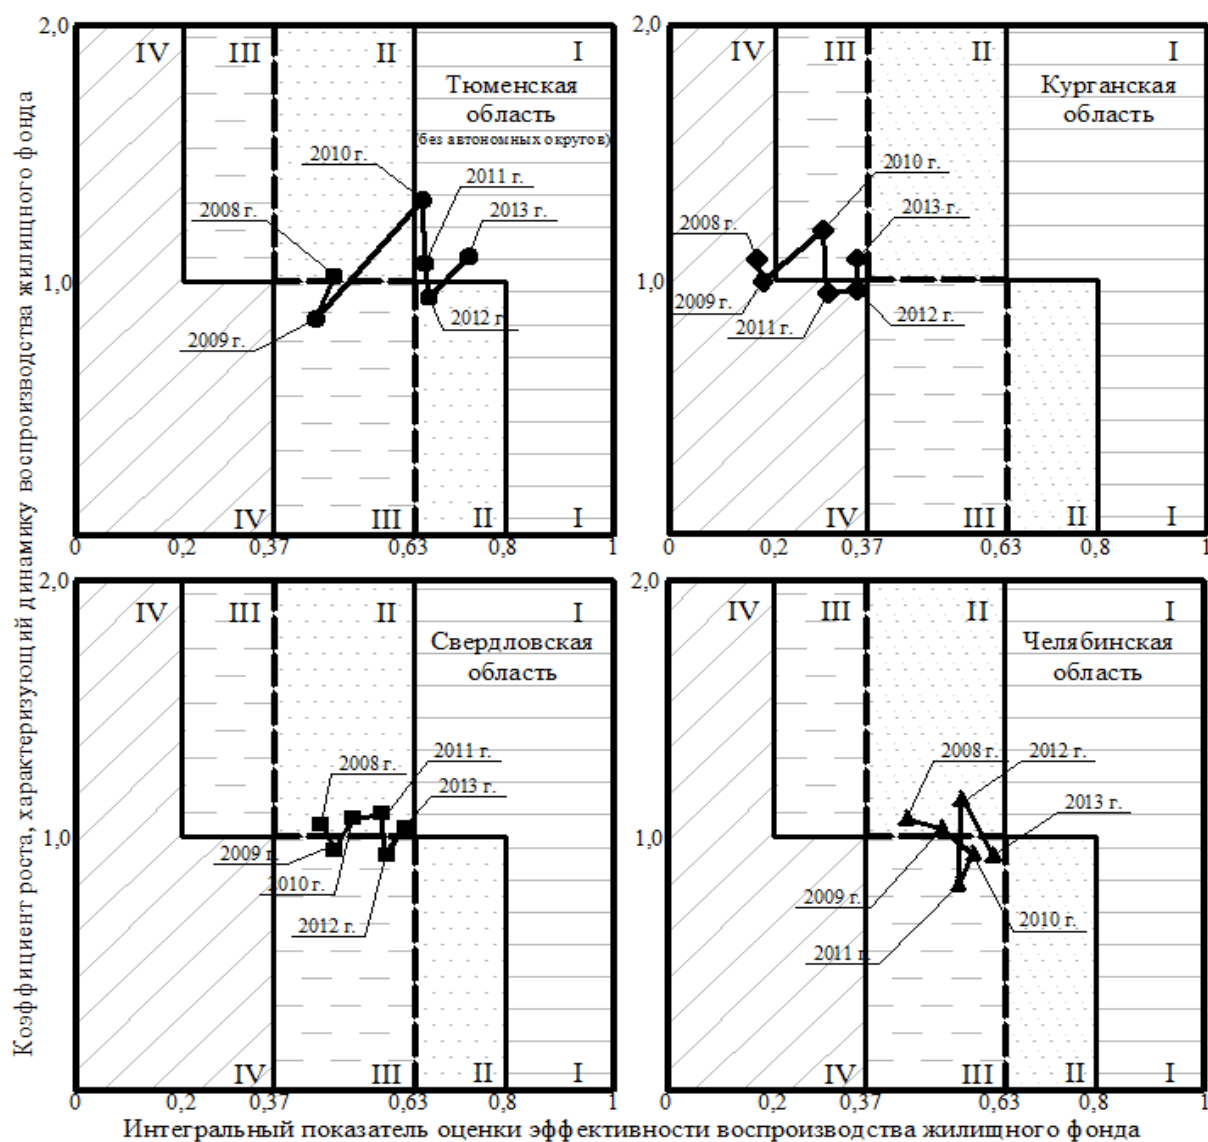 Коэффициент роста, характеризующий динамику воспроизводства жилищного фонда
2,0
IV
III
II
I
Тюменская
область
(без автономных округов)
2010 г.
2011 г.
2008 г.
2013 г.
1,0
2009 г.
2012 г
IV
III
II
I
0
0,2
0,37
0,63
0,8
1
2,0
IV
III
II
I
Курганская
область
2010 г.
2008 г.
2013 г.
1,0
2009 г.
2011 г.
2012 г.
IV
III
II
I
0
0,2
0,37
0,63
0,8
1
2,0
IV
III
II
I
Свердловская
область
2008 г.
2011 г.
2013 г.
1,0
2009 г.
2010 г.
2012 г.
IV
III
II
I
0
0,2
0,37
0,63
0,8
1
2,0
IV
III
II
I
Челябинская
область
2008 г.
2012 г.
2013 г.
1,0
2009 г.
2010 г.
2011 г.
IV
III
II
I
0
0,2
0,37
0,63
0,8
1
Интегральный показатель оценки эффективности воспроизводства жилищного фонда